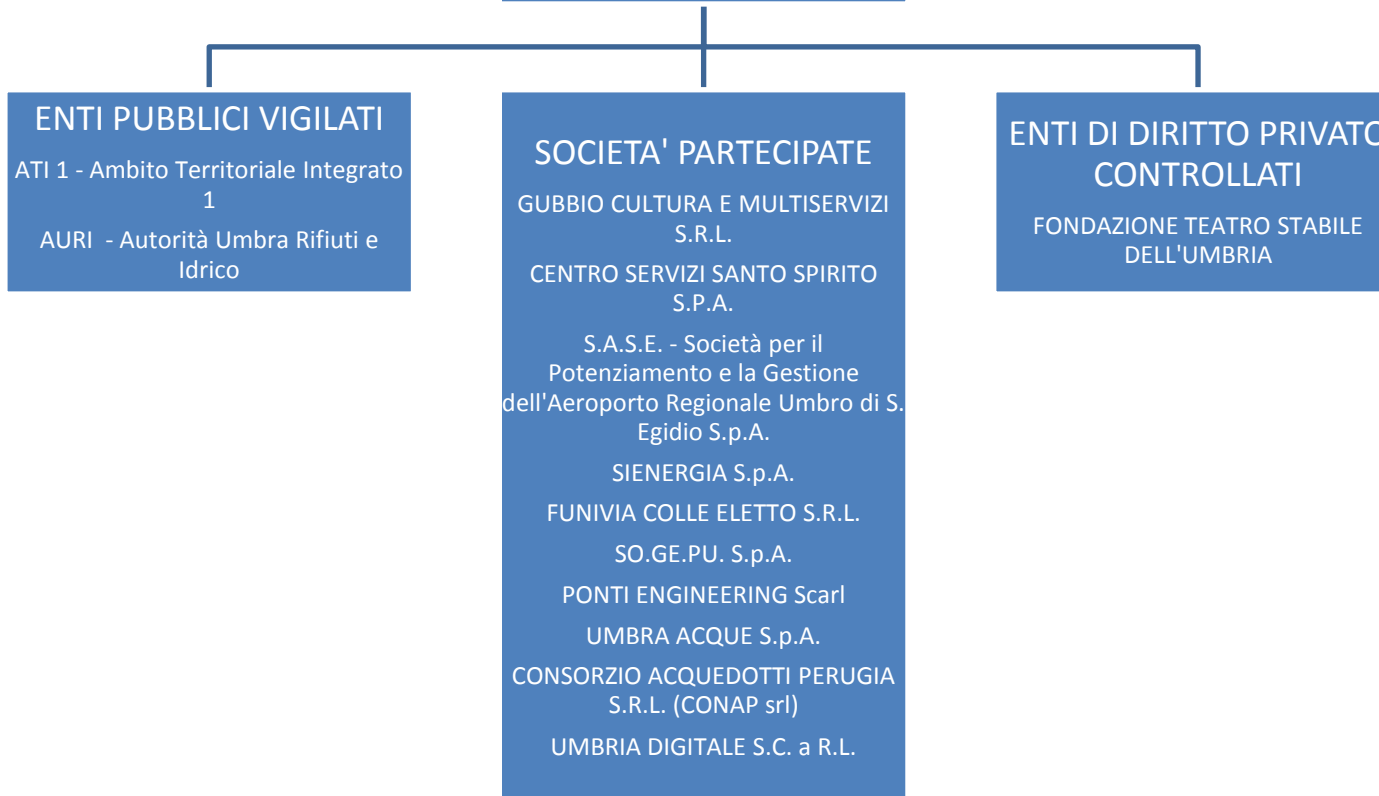 ENTI PUBBLICI VIGILATI
ATI 1 - Ambito Territoriale Integrato
1
AURI - Autorità Umbra Rifiuti e
Idrico
SOCIETA' PARTECIPATE
GUBBIO CULTURA E MULTISERVIZI
S.R.L.
CENTRO SERVIZI SANTO SPIRITO
S.P.A.
S.A.S.E. - Società per il
Potenziamento e la Gestione
dell'Aeroporto Regionale Umbro di S.
Egidio S.p.A.
SIENERGIA S.p.A.
FUNIVIA COLLE ELETTO S.R.L.
SO.GE.PU. S.p.A.
PONTI ENGINEERING Scarl
UMBRA ACQUE S.p.A.
CONSORZIO ACQUEDOTTI PERUGIA
S.R.L. (CONAP srl)
UMBRIA DIGITALE S.C. a R.L.
ENTI DI DIRITTO PRIVATO
CONTROLLATI
FONDAZIONE TEATRO STABILE
DELL'UMBRIA